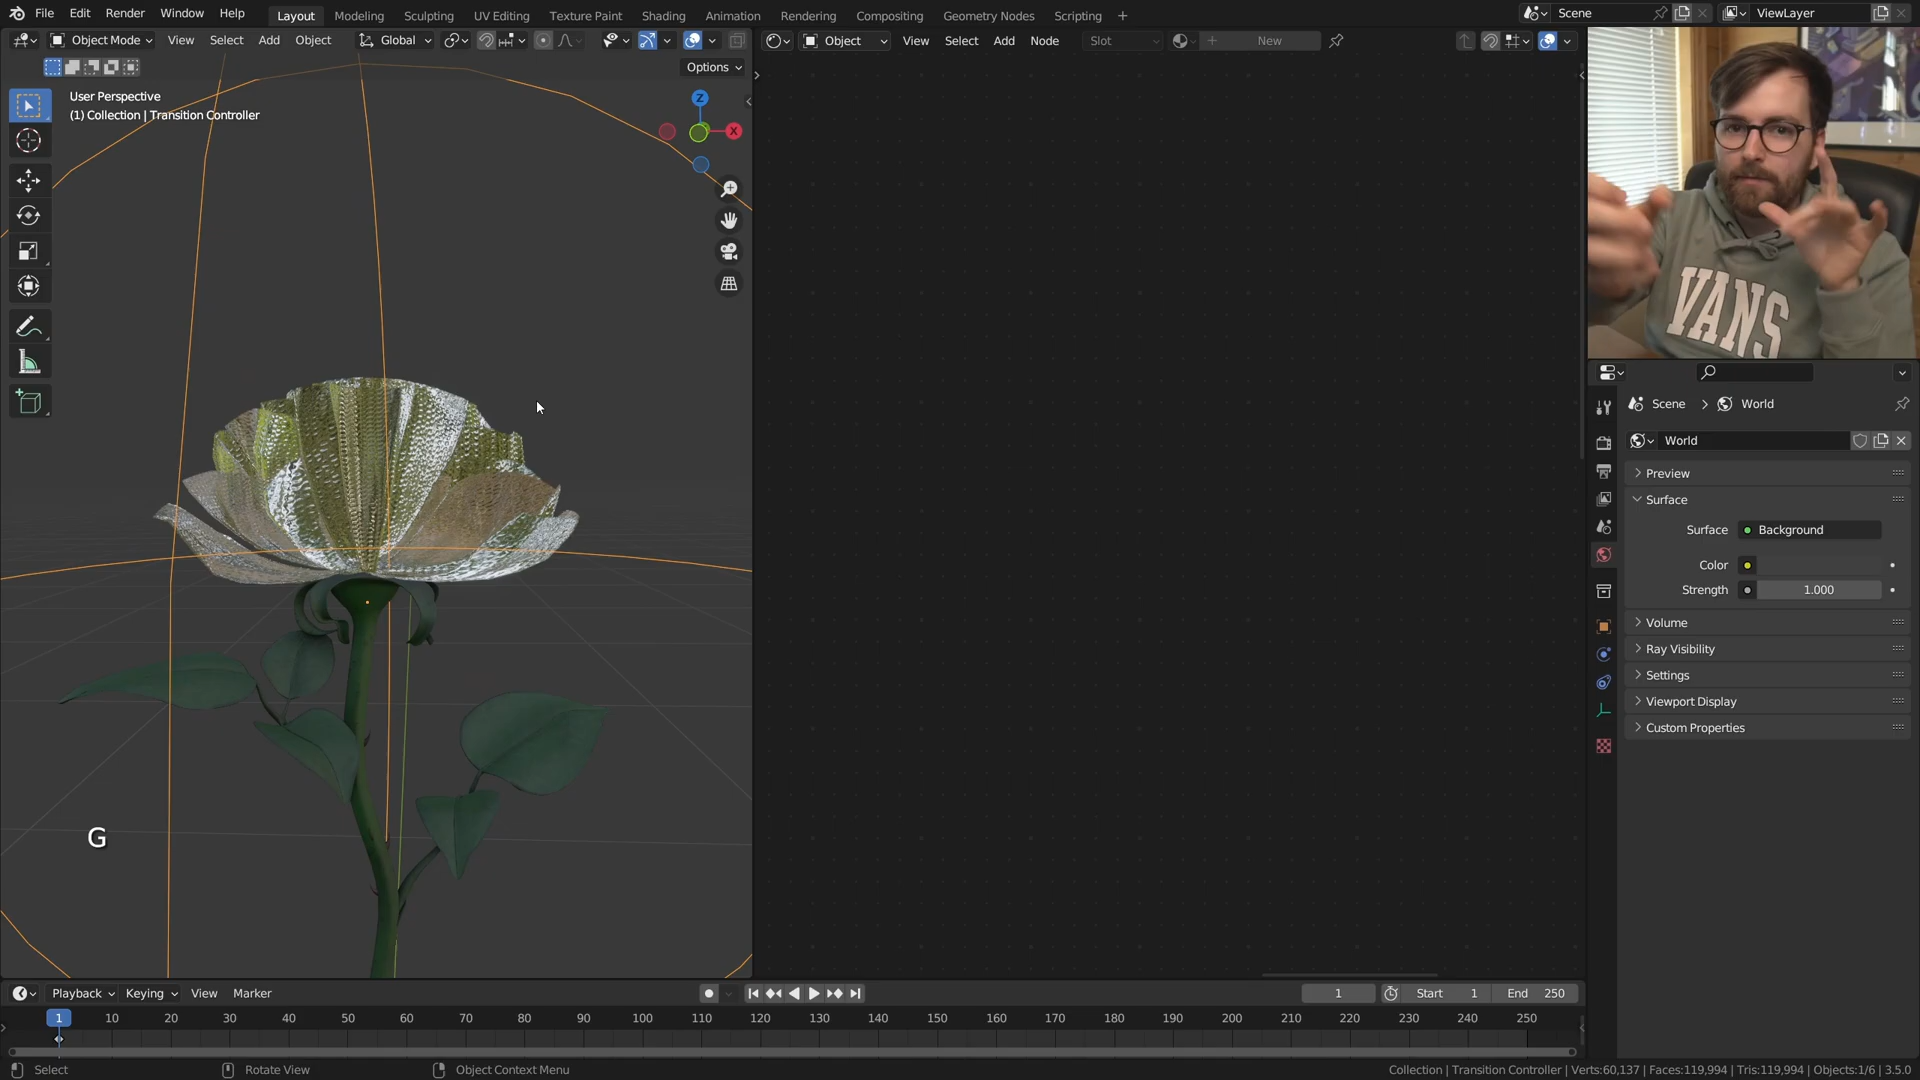 File Edit Render Window Help Layout Modeling Sculpting UV Editing Texture Paint Shading Animation Rendering Compositing Geometry Nodes Scripting + Scene ViewLayer
Object Mode View Select Add Object Global Object View Select Add Node Slot New
Options
User Perspective
(1) Collection | Transition Controller
Z
X
VANS
Scene World
World
Preview
Surface
Surface Background
Color
Strength 1.000
Volume
Ray Visibility
Settings
Viewport Display
Custom Properties
G
Playback Keying View Marker 1 Start 1 End 250
1 10 20 30 40 50 60 70 80 90 100 110 120 130 140 150 160 170 180 190 200 210 220 230 240 250
Select Rotate View Object Context Menu Collection | Transition Controller | Verts:60,137 | Faces:119,994 | Tris:119,994 | Objects:1/6 | 3.5.0